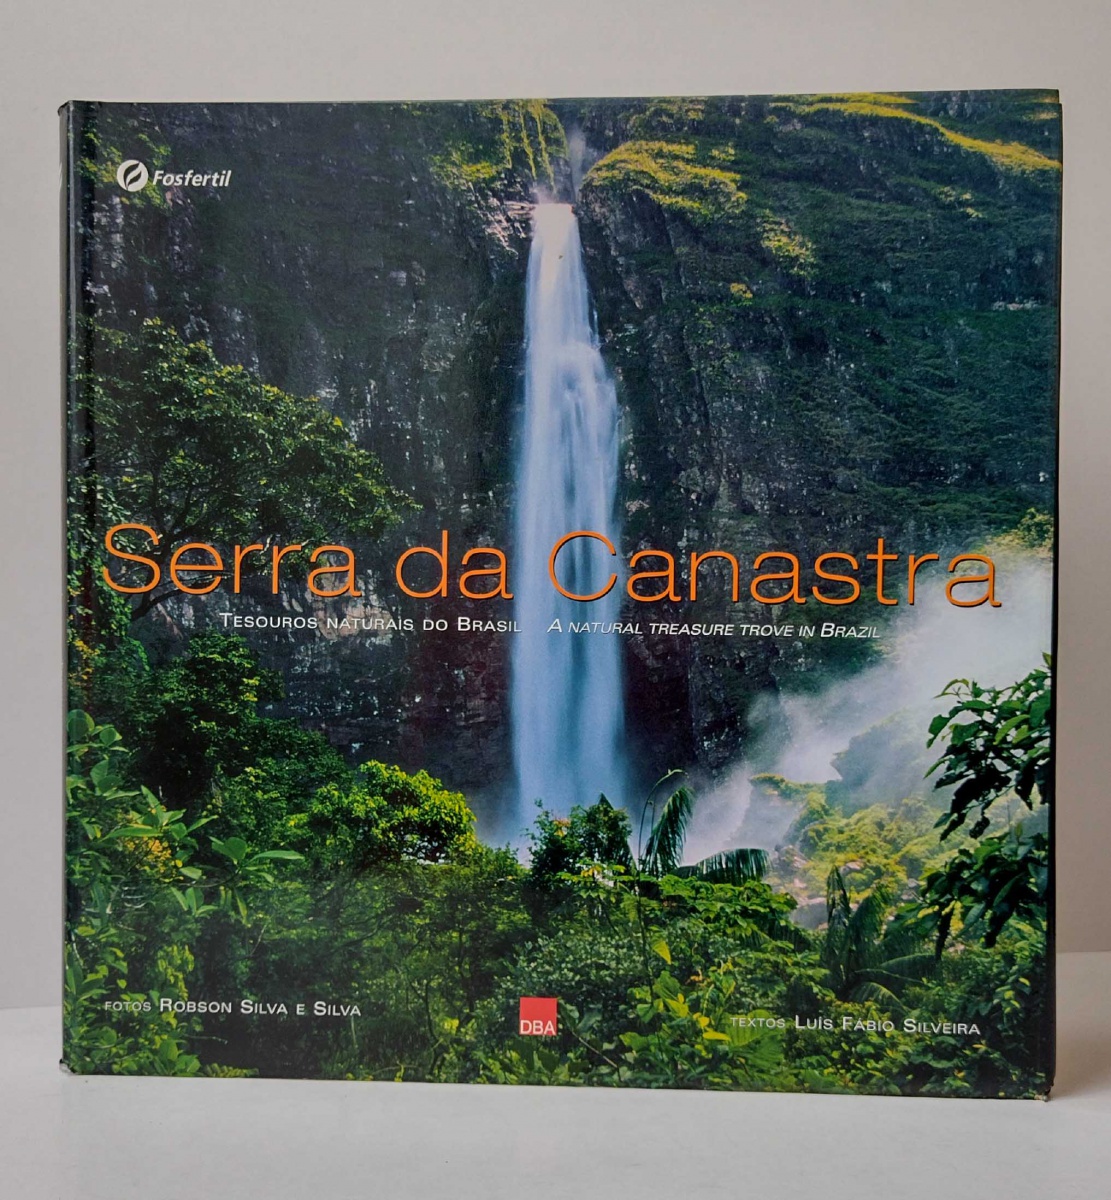 Fosfertil
Serra da Canastra
TESOUROS NATURAIS DO BRASIL A NATURAL TREASURE TROVE IN BRAZIL
FOTOS ROBSON SILVA E SILVA
DBA
TEXTOS LUÍS FÁBIO SILVEIRA